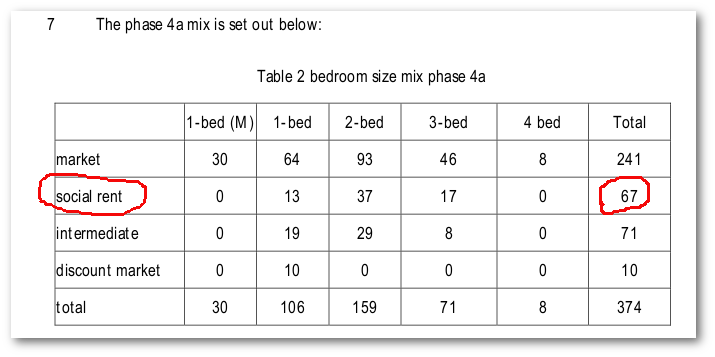 7 The phase 4a mix is set out below:
Table 2 bedroom size mix phase 4a
1-bed (M) 1-bed 2-bed 3-bed 4 bed Total
market 30 64 93 46 8 241
social rent 0 13 37 17 0 67
intermediate 0 19 29 8 0 71
discount market 0 10 0 0 0 10
total 30 106 159 71 8 374